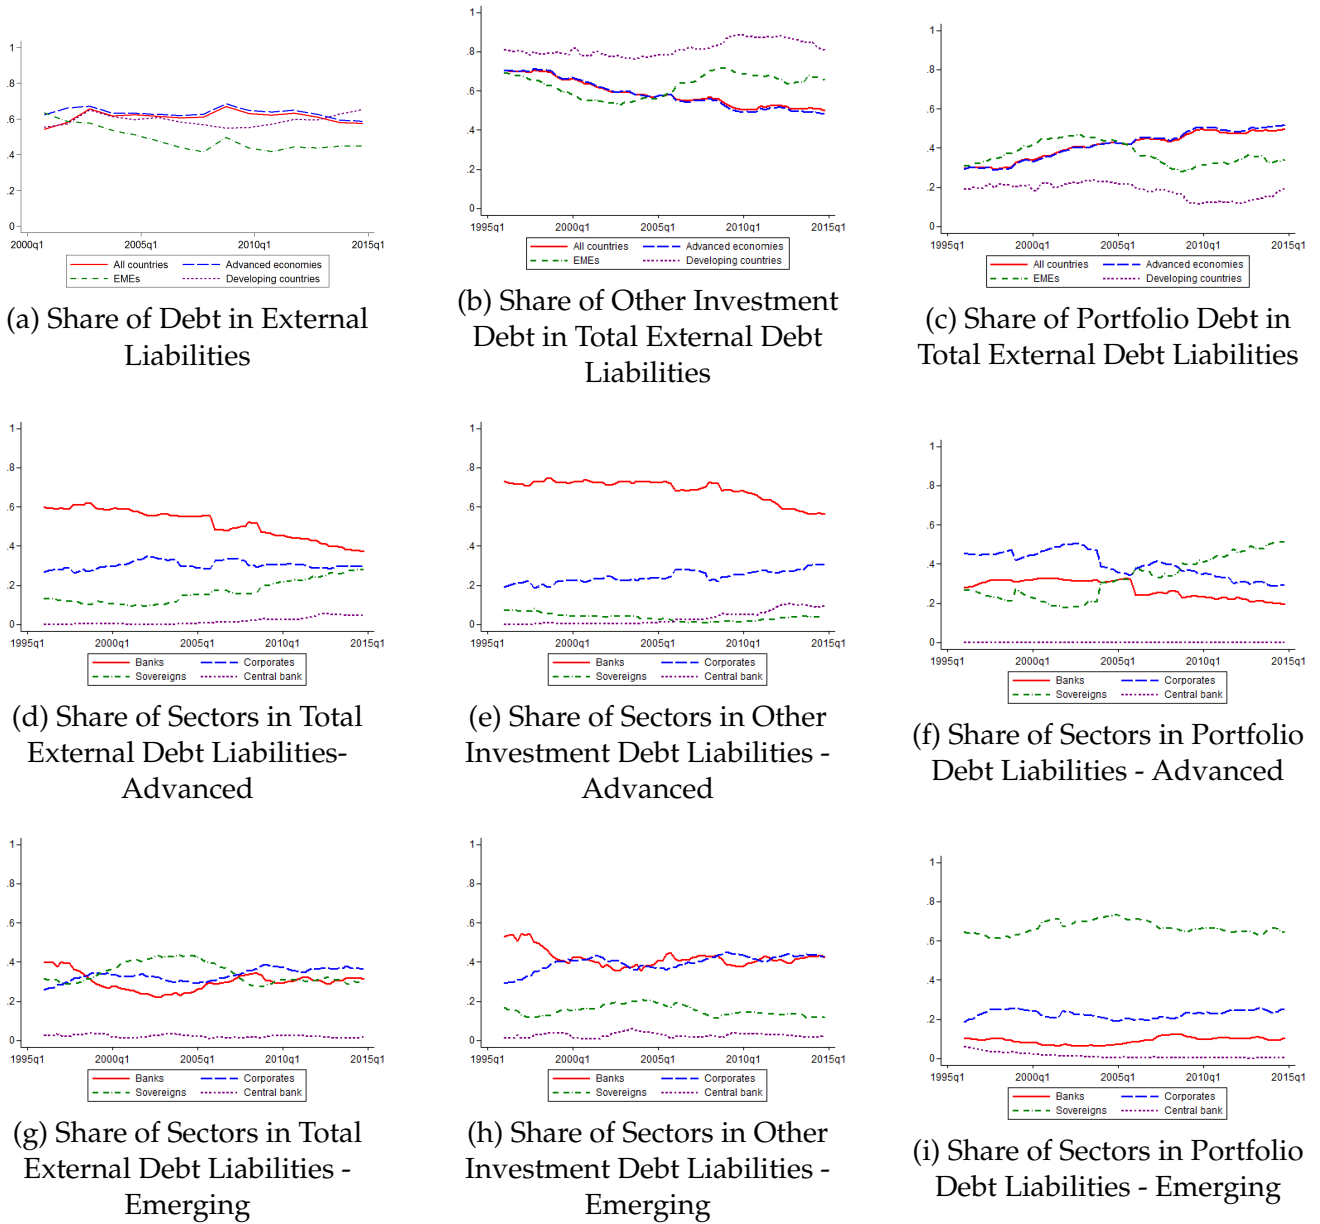 1
.8
.6
.4
.2
0
2000q1 2005q1 2010q1 2015q1
All countries Advanced economies
EMEs Developing countries
(a) Share of Debt in External
Liabilities
1
.8
.6
.4
.2
0
1995q1 2000q1 2005q1 2010q1 2015q1
All countries Advanced economies
EMEs Developing countries
(b) Share of Other Investment
Debt in Total External Debt
Liabilities
1
.8
.6
.4
.2
0
1995q1 2000q1 2005q1 2010q1 2015q1
All countries Advanced economies
EMEs Developing countries
(c) Share of Portfolio Debt in
Total External Debt Liabilities
1
.8
.6
.4
.2
0
1995q1 2000q1 2005q1 2010q1 2015q1
Banks Corporates
Sovereigns Central bank
(d) Share of Sectors in Total
External Debt Liabilities-
Advanced
1
.8
.6
.4
.2
0
1995q1 2000q1 2005q1 2010q1 2015q1
Banks Corporates
Sovereigns Central bank
(e) Share of Sectors in Other
Investment Debt Liabilities -
Advanced
1
.8
.6
.4
.2
0
1995q1 2000q1 2005q1 2010q1 2015q1
Banks Corporates
Sovereigns Central bank
(f) Share of Sectors in Portfolio
Debt Liabilities - Advanced
1
.8
.6
.4
.2
0
1995q1 2000q1 2005q1 2010q1 2015q1
Banks Corporates
Sovereigns Central bank
(g) Share of Sectors in Total
External Debt Liabilities -
Emerging
1
.8
.6
.4
.2
0
1995q1 2000q1 2005q1 2010q1 2015q1
Banks Corporates
Sovereigns Central bank
(h) Share of Sectors in Other
Investment Debt Liabilities -
Emerging
1
.8
.6
.4
.2
0
1995q1 2000q1 2005q1 2010q1 2015q1
Banks Corporates
Sovereigns Central bank
(i) Share of Sectors in Portfolio
Debt Liabilities - Emerging